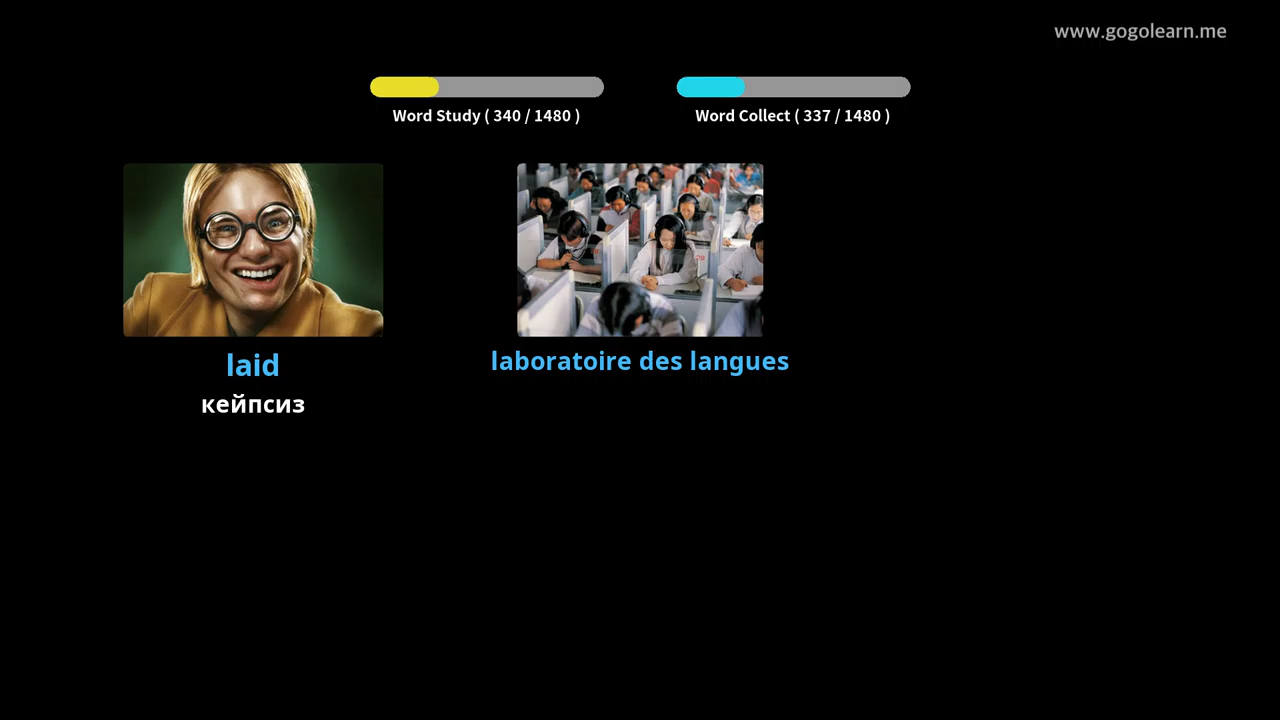 www.gogolearn.me
Word Study ( 340 / 1480 )
Word Collect ( 337 / 1480 )
laid
кейпсиз
laboratoire des langues